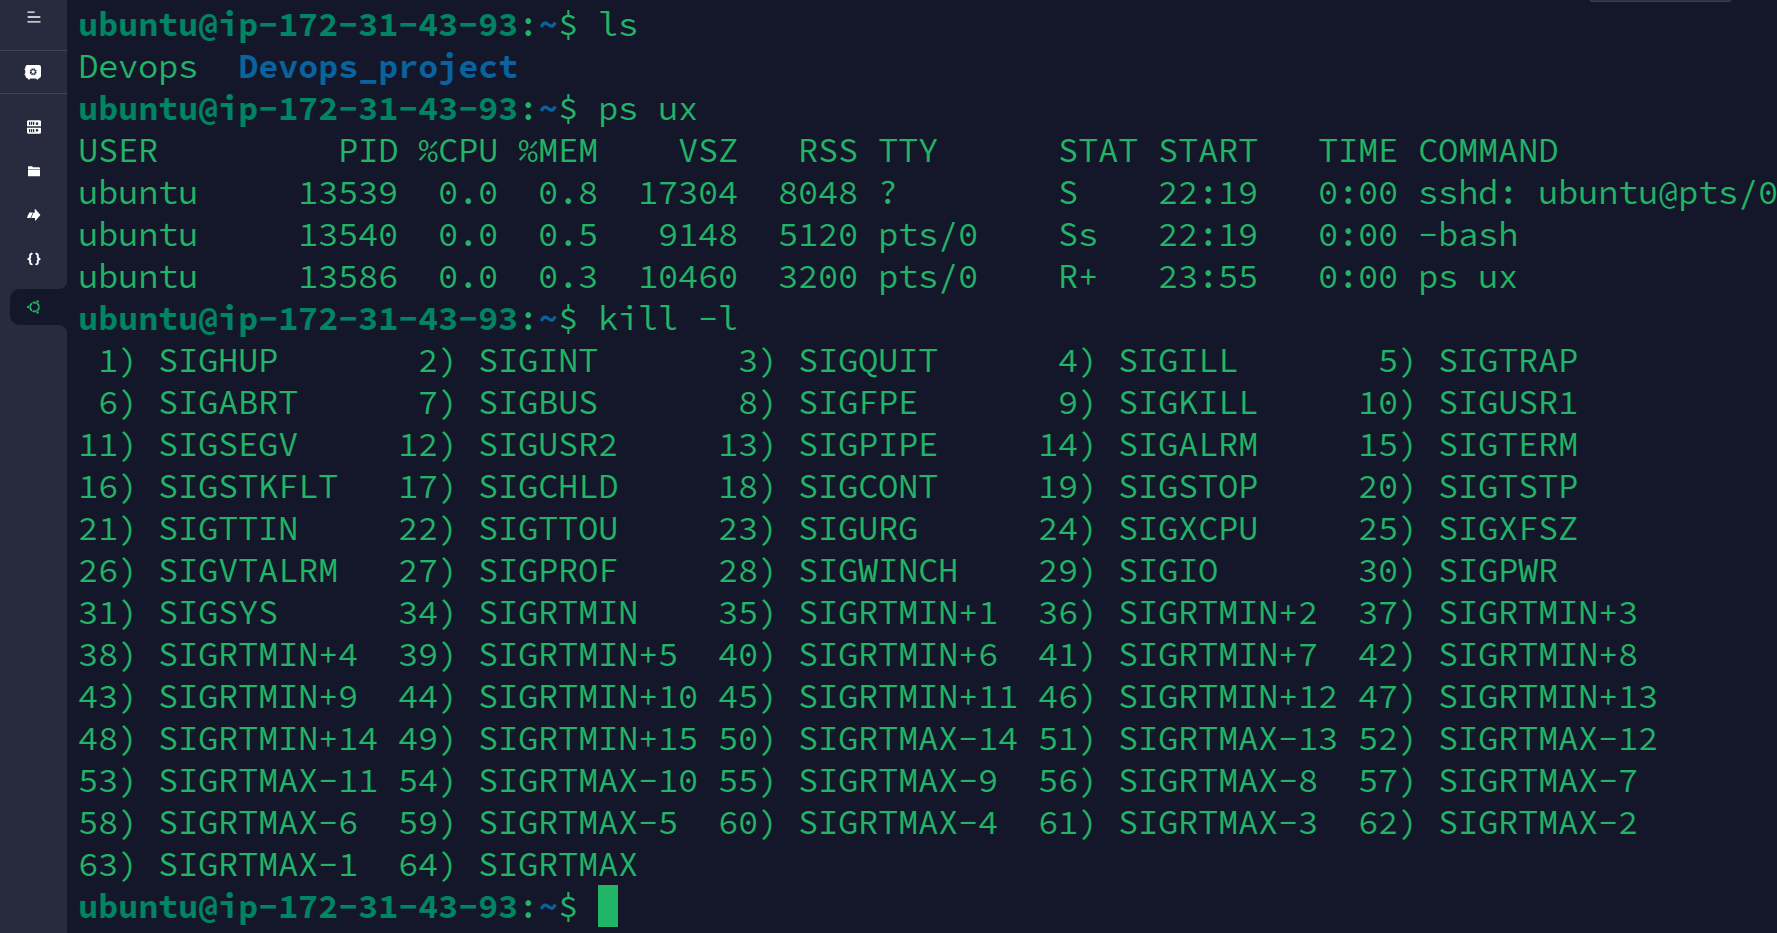 ubuntu@ip-172-31-43-93:~$ ls
Devops  Devops_project
ubuntu@ip-172-31-43-93:~$ ps ux
USER         PID %CPU %MEM    VSZ   RSS TTY      STAT START   TIME COMMAND
ubuntu     13539  0.0  0.8  17304  8048 ?        S    22:19   0:00 sshd: ubuntu@pts/0
ubuntu     13540  0.0  0.5   9148  5120 pts/0    Ss   22:19   0:00 -bash
ubuntu     13586  0.0  0.3  10460  3200 pts/0    R+   23:55   0:00 ps ux
ubuntu@ip-172-31-43-93:~$ kill -l
 1) SIGHUP       2) SIGINT       3) SIGQUIT      4) SIGILL       5) SIGTRAP
 6) SIGABRT      7) SIGBUS       8) SIGFPE       9) SIGKILL     10) SIGUSR1
11) SIGSEGV     12) SIGUSR2     13) SIGPIPE     14) SIGALRM     15) SIGTERM
16) SIGSTKFLT   17) SIGCHLD     18) SIGCONT     19) SIGSTOP     20) SIGTSTP
21) SIGTTIN     22) SIGTTOU     23) SIGURG      24) SIGXCPU     25) SIGXFSZ
26) SIGVTALRM   27) SIGPROF     28) SIGWINCH    29) SIGIO       30) SIGPWR
31) SIGSYS      34) SIGRTMIN    35) SIGRTMIN+1  36) SIGRTMIN+2  37) SIGRTMIN+3
38) SIGRTMIN+4  39) SIGRTMIN+5  40) SIGRTMIN+6  41) SIGRTMIN+7  42) SIGRTMIN+8
43) SIGRTMIN+9  44) SIGRTMIN+10 45) SIGRTMIN+11 46) SIGRTMIN+12 47) SIGRTMIN+13
48) SIGRTMIN+14 49) SIGRTMIN+15 50) SIGRTMAX-14 51) SIGRTMAX-13 52) SIGRTMAX-12
53) SIGRTMAX-11 54) SIGRTMAX-10 55) SIGRTMAX-9  56) SIGRTMAX-8  57) SIGRTMAX-7
58) SIGRTMAX-6  59) SIGRTMAX-5  60) SIGRTMAX-4  61) SIGRTMAX-3  62) SIGRTMAX-2
63) SIGRTMAX-1  64) SIGRTMAX
ubuntu@ip-172-31-43-93:~$